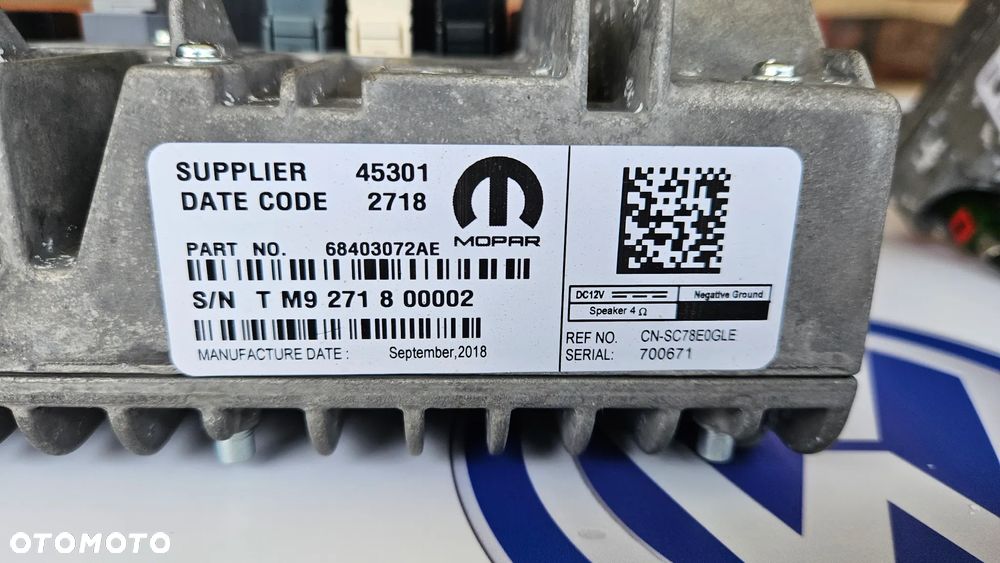 SUPPLIER 45301
DATE CODE 2718
MOPAR
PART NO. 68403072AE
S/N T M9 271 8 00002
MANUFACTURE DATE : September,2018
DC12V Negative Ground
Speaker 4 Ω
REF NO. CN-SC78E0GLE
SERIAL: 700671
OTOMOTO